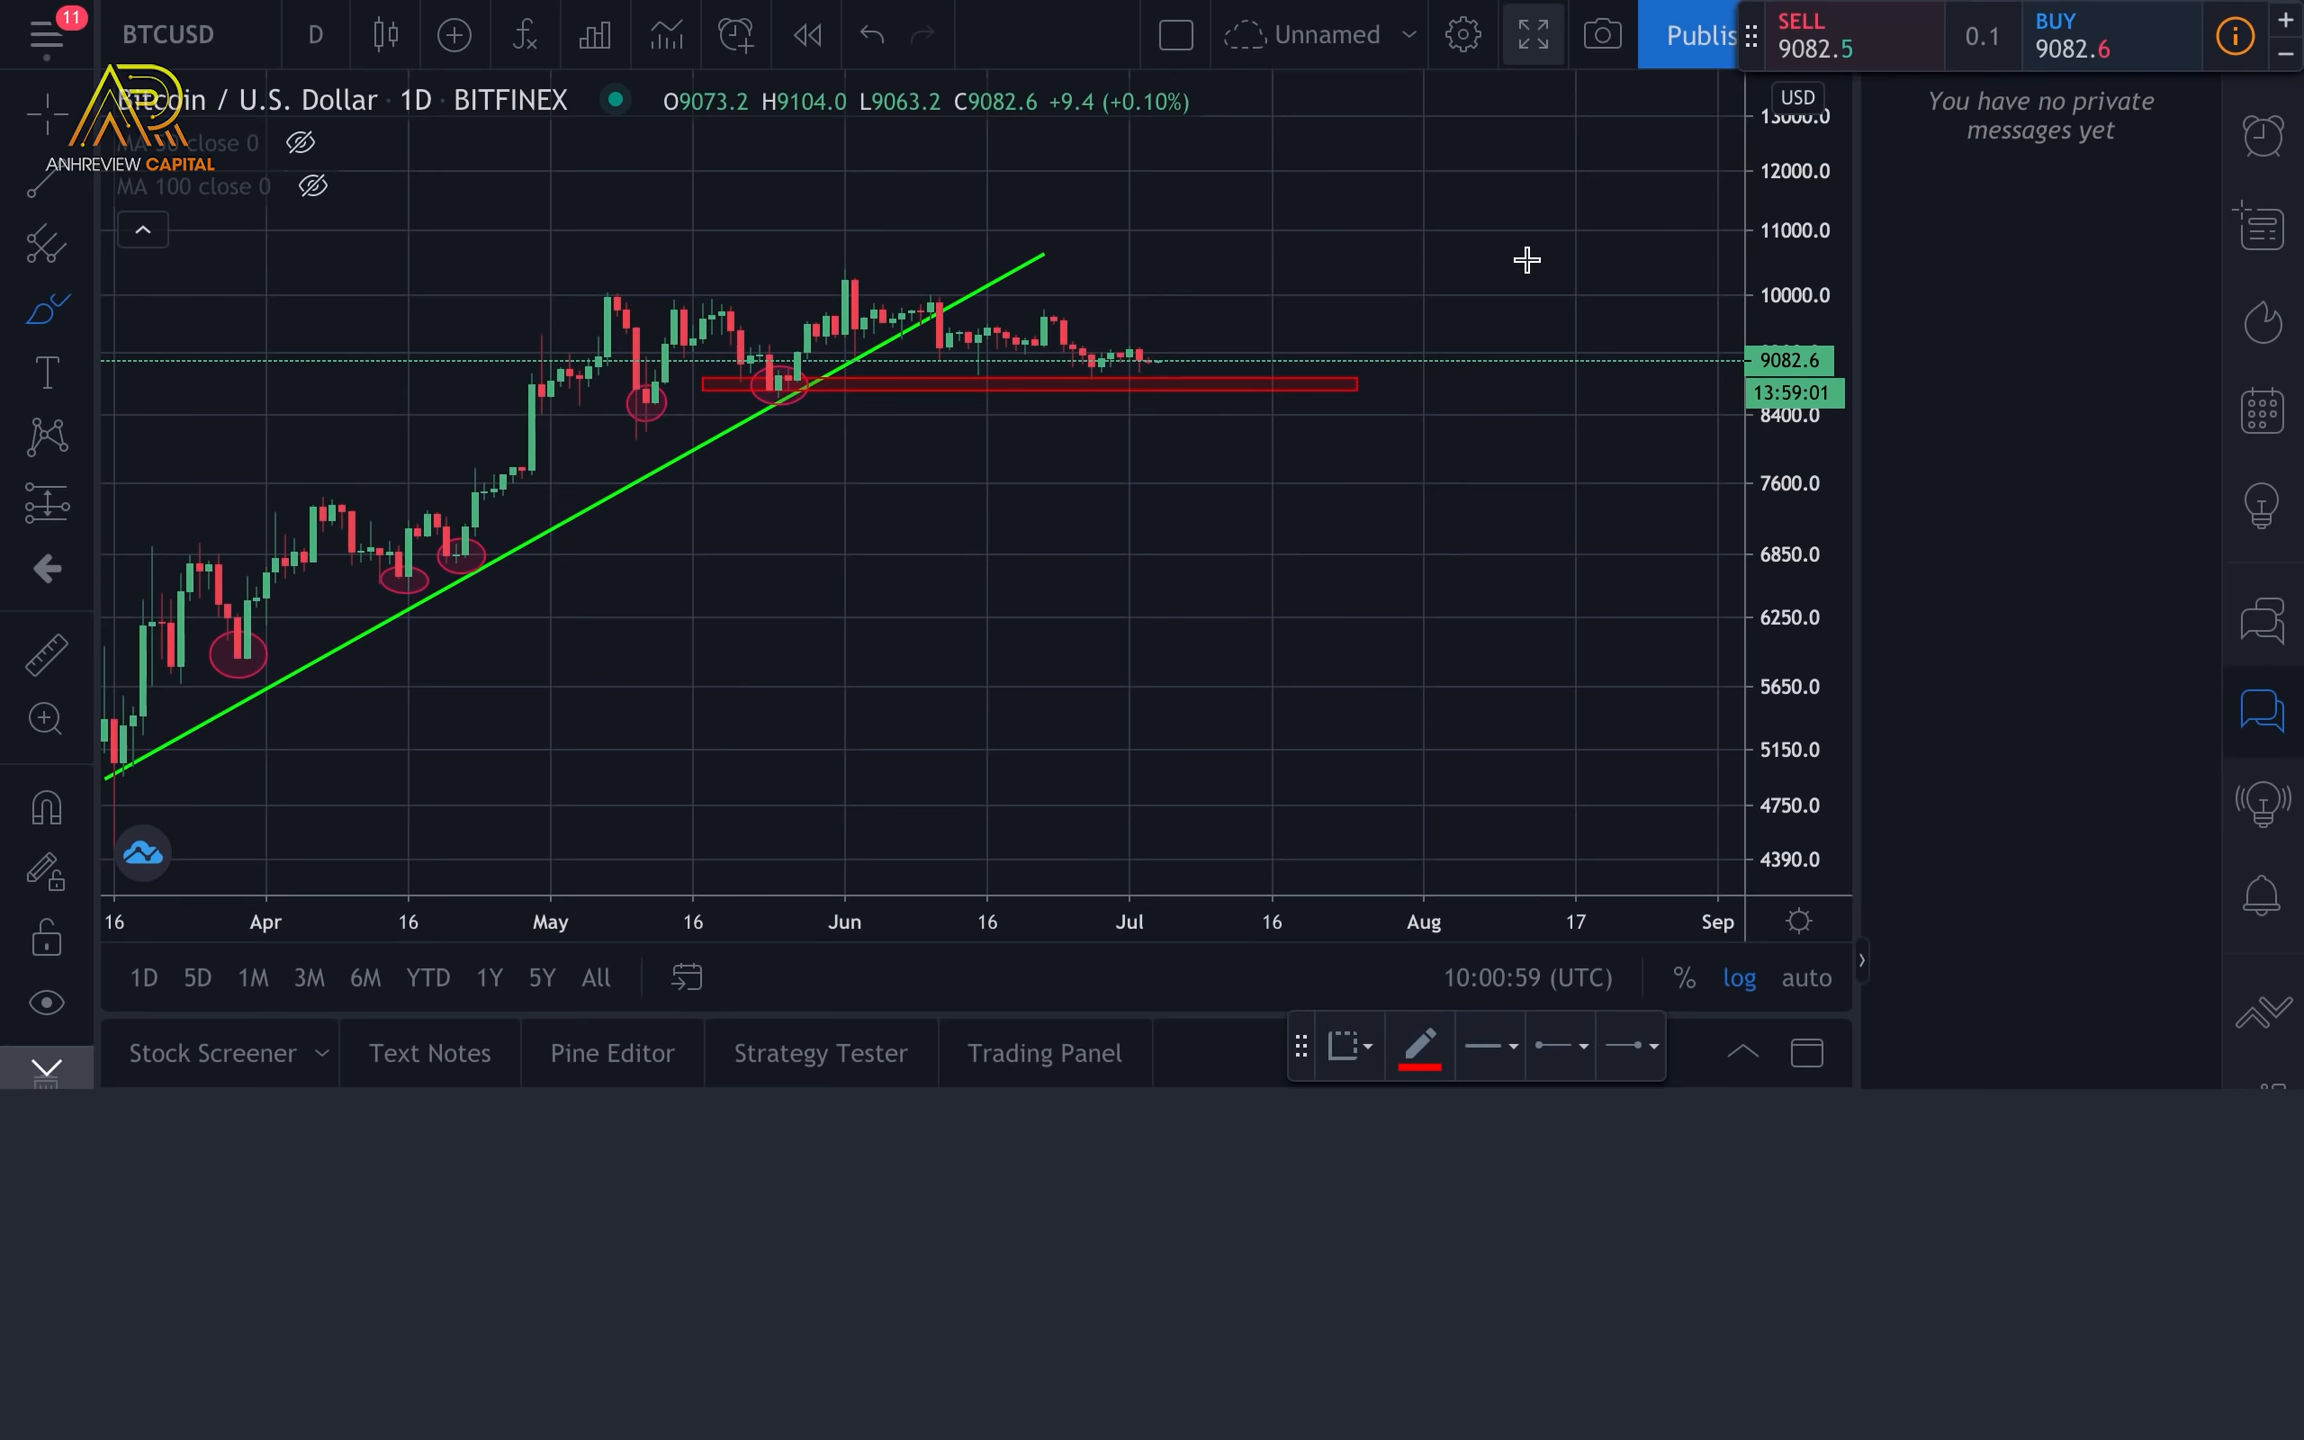 11
BTCUSD
D
Unnamed
Publis
SELL
9082.5
0.1
BUY
9082.6
Bitcoin / U.S. Dollar · 1D · BITFINEX
O9073.2 H9104.0 L9063.2 C9082.6 +9.4 (+0.10%)
close 0
ANHREVIEW CAPITAL
MA 100 close 0
USD
13000.0
12000.0
11000.0
10000.0
9082.6
13:59:01
8400.0
7600.0
6850.0
6250.0
5650.0
5150.0
4750.0
4390.0
You have no private
messages yet
16 Apr 16 May 16 Jun 16 Jul 16 Aug 17 Sep
1D 5D 1M 3M 6M YTD 1Y 5Y All
10:00:59 (UTC) % log auto
Stock Screener Text Notes Pine Editor Strategy Tester Trading Panel